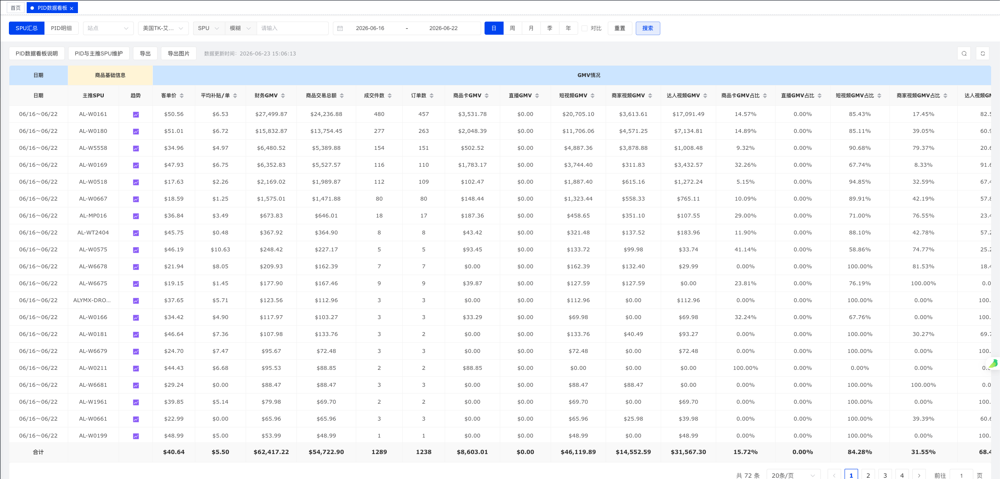 首页 PID数据看板
SPU汇总 PID明细 站点 美国TK-艾... SPU 模糊 请输入 2026-06-16 - 2026-06-22 日 周 月 季 年 对比 重置 搜索
PID数据看板说明 PID与主推SPU维护 导出 导出图片 数据更新时间：2026-06-23 15:06:13
日期 商品基础信息 GMV情况
日期 主推SPU 趋势 客单价 平均补贴/单 财务GMV 商品交易总额 成交件数 订单数 商品卡GMV 直播GMV 短视频GMV 商家视频GMV 达人视频GMV 商品卡GMV占比 直播GMV占比 短视频GMV占比 商家视频GMV占比 达人视频GM
06/16~06/22 AL-W0161 $50.56 $6.53 $27,499.87 $24,236.88 480 457 $3,531.78 $0.00 $20,705.10 $3,613.61 $17,091.49 14.57% 0.00% 85.43% 17.45% 82.5
06/16~06/22 AL-W0180 $51.01 $6.72 $15,832.87 $13,754.45 277 263 $2,048.39 $0.00 $11,706.06 $4,571.25 $7,134.81 14.89% 0.00% 85.11% 39.05% 60.9
06/16~06/22 AL-W5558 $34.96 $4.97 $6,480.52 $5,389.88 154 151 $502.52 $0.00 $4,887.36 $3,878.88 $1,008.48 9.32% 0.00% 90.68% 79.37% 20.6
06/16~06/22 AL-W0169 $47.93 $6.75 $6,352.83 $5,527.57 116 110 $1,783.17 $0.00 $3,744.40 $311.83 $3,432.57 32.26% 0.00% 67.74% 8.33% 91.6
06/16~06/22 AL-W0518 $17.63 $2.26 $2,169.02 $1,989.87 112 109 $102.47 $0.00 $1,887.40 $615.16 $1,272.24 5.15% 0.00% 94.85% 32.59% 67.4
06/16~06/22 AL-W0667 $18.59 $1.25 $1,575.01 $1,471.88 80 80 $148.44 $0.00 $1,323.44 $558.33 $765.11 10.09% 0.00% 89.91% 42.19% 57.8
06/16~06/22 AL-MP016 $36.84 $3.49 $673.83 $646.01 18 17 $187.36 $0.00 $458.65 $351.10 $107.55 29.00% 0.00% 71.00% 76.55% 23.4
06/16~06/22 AL-WT2404 $45.75 $0.48 $367.92 $364.90 8 8 $43.42 $0.00 $321.48 $137.52 $183.96 11.90% 0.00% 88.10% 42.78% 57.2
06/16~06/22 AL-W0575 $46.19 $10.63 $248.42 $227.17 5 5 $93.45 $0.00 $133.72 $99.98 $33.74 41.14% 0.00% 58.86% 74.77% 25.2
06/16~06/22 AL-W6678 $21.94 $8.05 $209.93 $162.39 7 7 $0.00 $0.00 $162.39 $132.40 $29.99 0.00% 0.00% 100.00% 81.53% 18.4
06/16~06/22 AL-W6675 $19.15 $1.45 $177.90 $167.46 9 9 $39.87 $0.00 $127.59 $127.59 $0.00 23.81% 0.00% 76.19% 100.00% 0.0
06/16~06/22 ALYMX-DRO... $37.65 $5.71 $123.56 $112.96 3 3 $0.00 $0.00 $112.96 $0.00 $112.96 0.00% 0.00% 100.00% 0.00% 100.
06/16~06/22 AL-W0166 $34.42 $4.90 $117.97 $103.27 3 3 $33.29 $0.00 $69.98 $0.00 $69.98 32.24% 0.00% 67.76% 0.00% 100.
06/16~06/22 AL-W0181 $46.64 $7.36 $107.98 $133.76 3 2 $0.00 $0.00 $133.76 $40.49 $93.27 0.00% 0.00% 100.00% 30.27% 69.7
06/16~06/22 AL-W6679 $24.70 $7.47 $95.67 $72.48 3 3 $0.00 $0.00 $72.48 $0.00 $72.48 0.00% 0.00% 100.00% 0.00% 100.
06/16~06/22 AL-W0211 $44.43 $6.68 $95.53 $88.85 2 2 $88.85 $0.00 $0.00 $0.00 $0.00 100.00% 0.00% 0.00% 0.00% 0.0
06/16~06/22 AL-W6681 $29.24 $0.00 $88.47 $88.47 3 3 $0.00 $0.00 $88.47 $88.47 $0.00 0.00% 0.00% 100.00% 100.00% 0.0
06/16~06/22 AL-W1961 $39.85 $5.14 $79.98 $69.70 2 2 $0.00 $0.00 $69.70 $0.00 $69.70 0.00% 0.00% 100.00% 0.00% 100.
06/16~06/22 AL-W0661 $22.99 $0.00 $65.96 $65.96 3 3 $0.00 $0.00 $65.96 $25.98 $39.98 0.00% 0.00% 100.00% 39.39% 60.6
06/16~06/22 AL-W0199 $48.99 $5.00 $53.99 $48.99 1 1 $0.00 $0.00 $48.99 $0.00 $48.99 0.00% 0.00% 100.00% 0.00% 100.
合计 $40.64 $5.50 $62,417.22 $54,722.90 1289 1238 $8,603.01 $0.00 $46,119.89 $14,552.59 $31,567.30 15.72% 0.00% 84.28% 31.55% 68.4
共 72 条 20条/页 1 2 3 4 前往 1 页